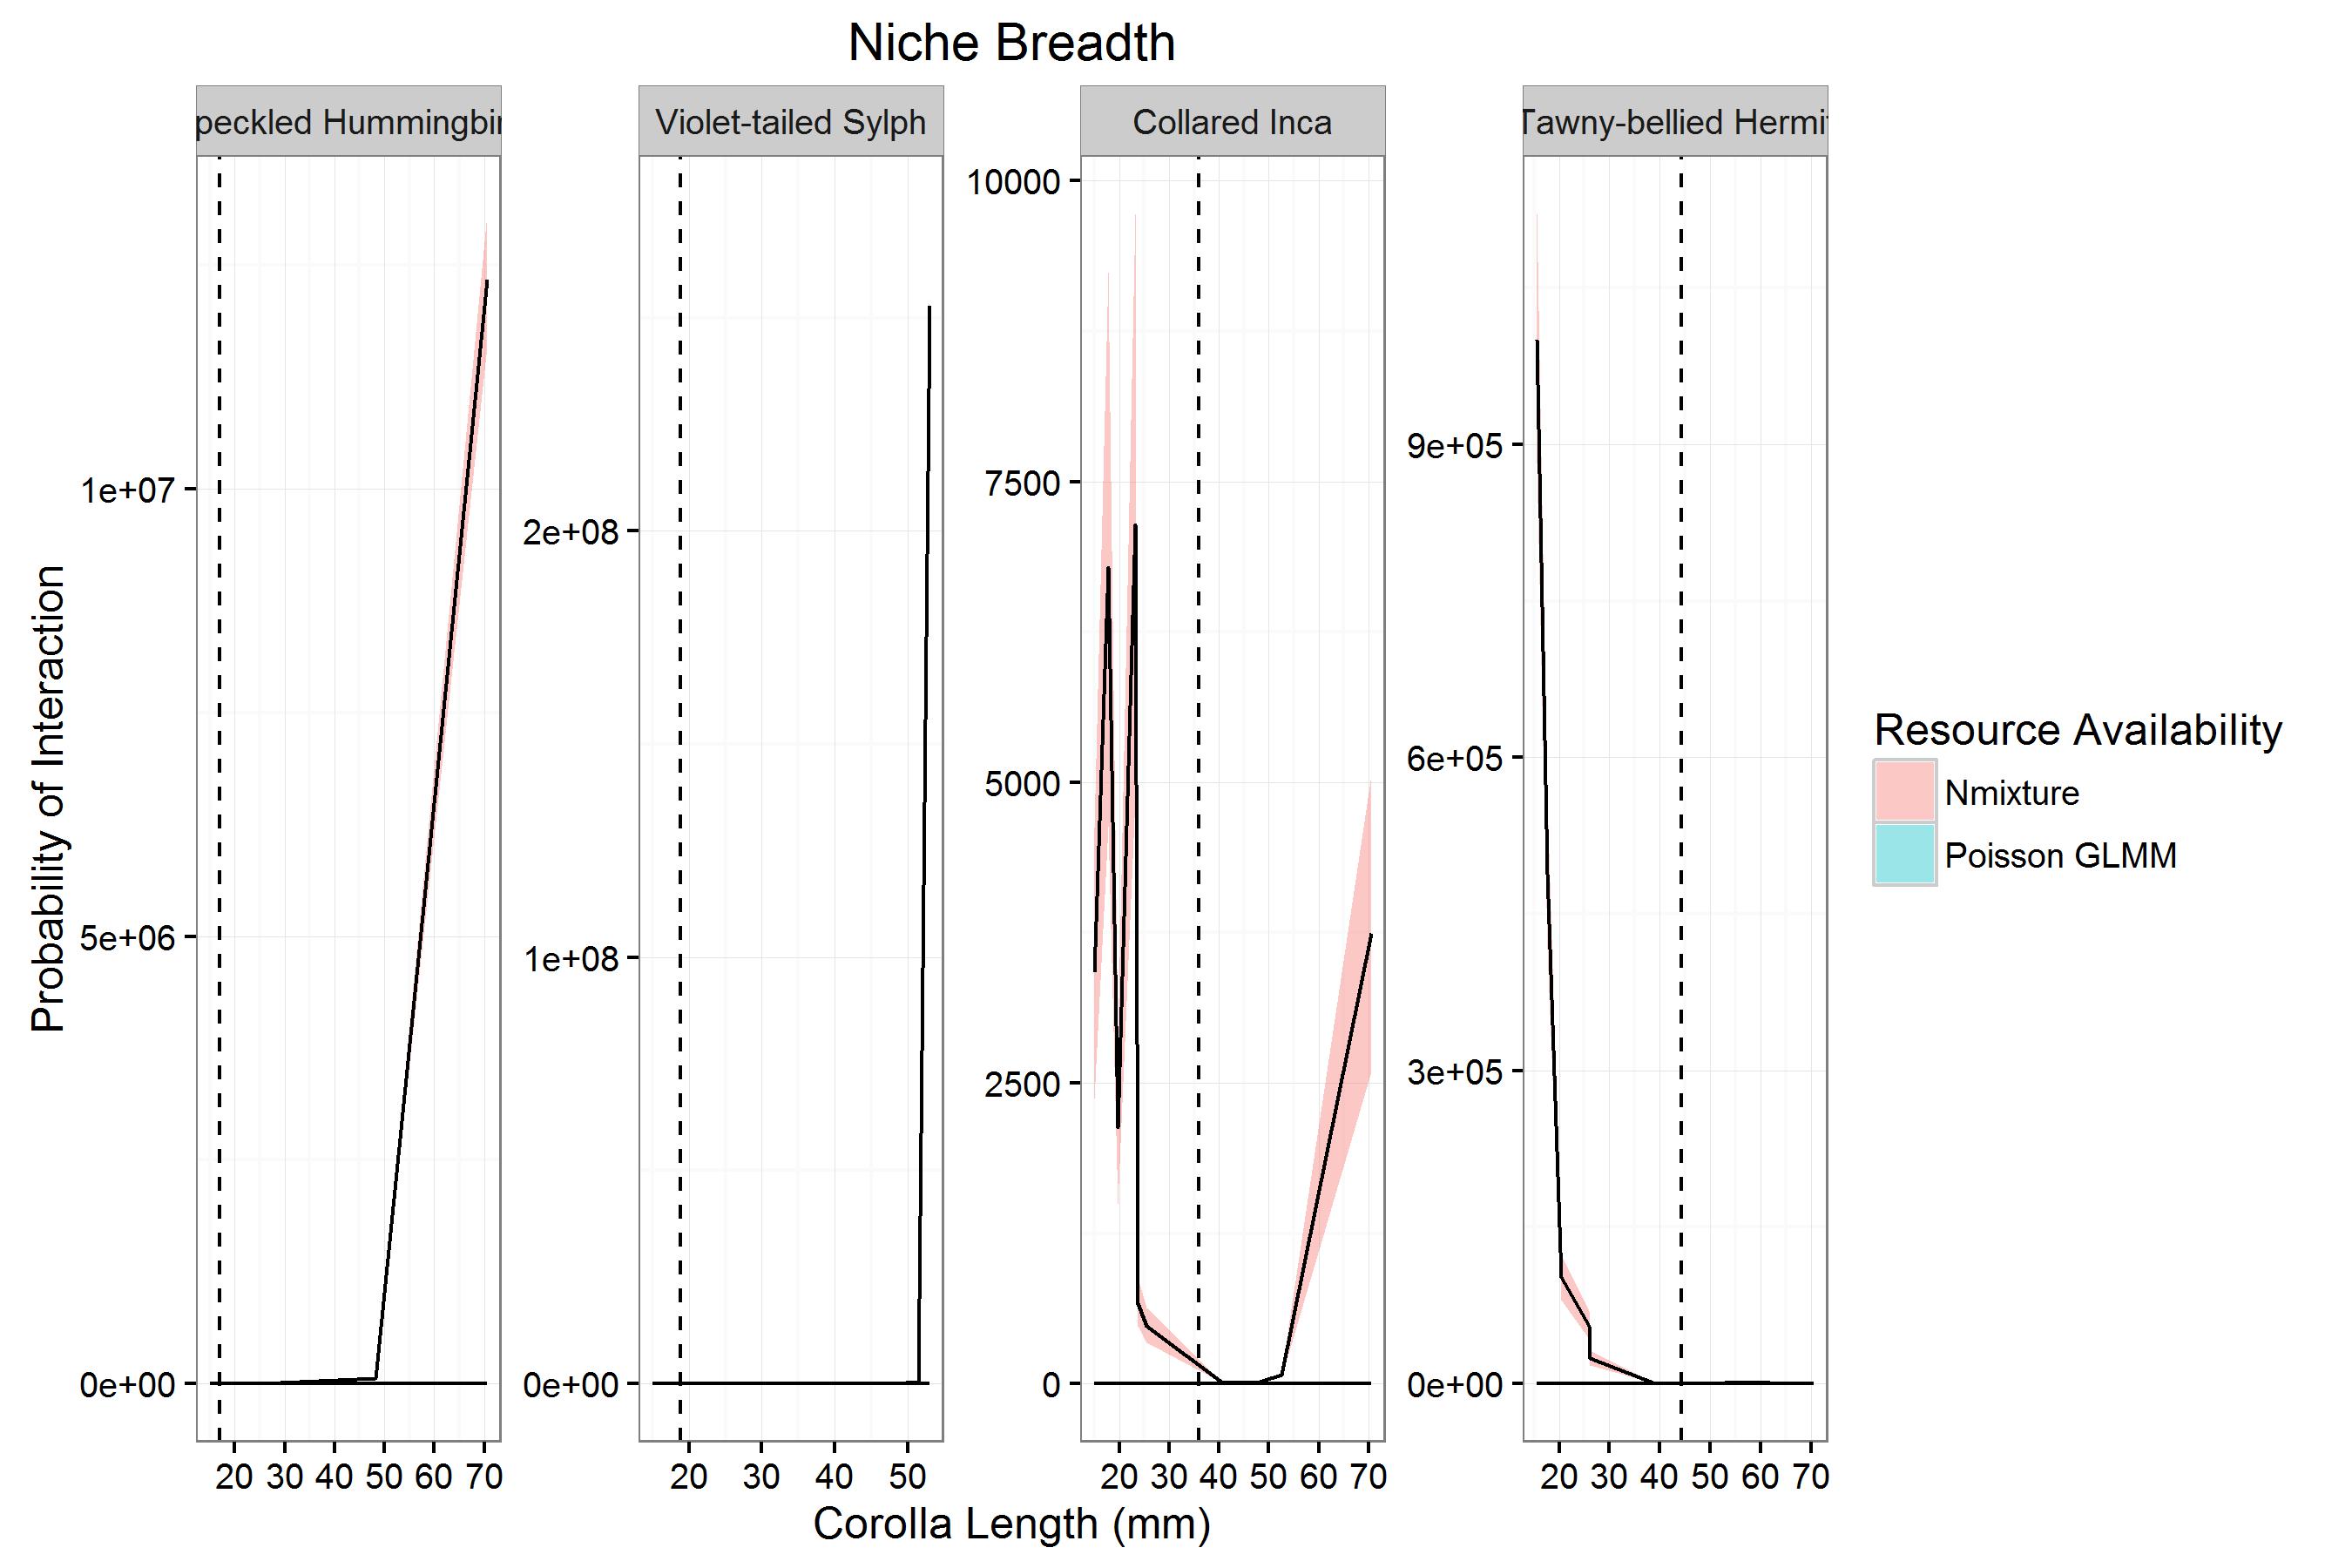 Niche Breadth
peckled Hummingbir
Violet-tailed Sylph
Collared Inca
Tawny-bellied Hermit
Probability of Interaction
1e+07
5e+06
0e+00
2e+08
1e+08
0e+00
10000
7500
5000
2500
0
9e+05
6e+05
3e+05
0e+00
20 30 40 50 60 70
20 30 40 50
20 30 40 50 60 70
20 30 40 50 60 70
Corolla Length (mm)
Resource Availability
Nmixture
Poisson GLMM